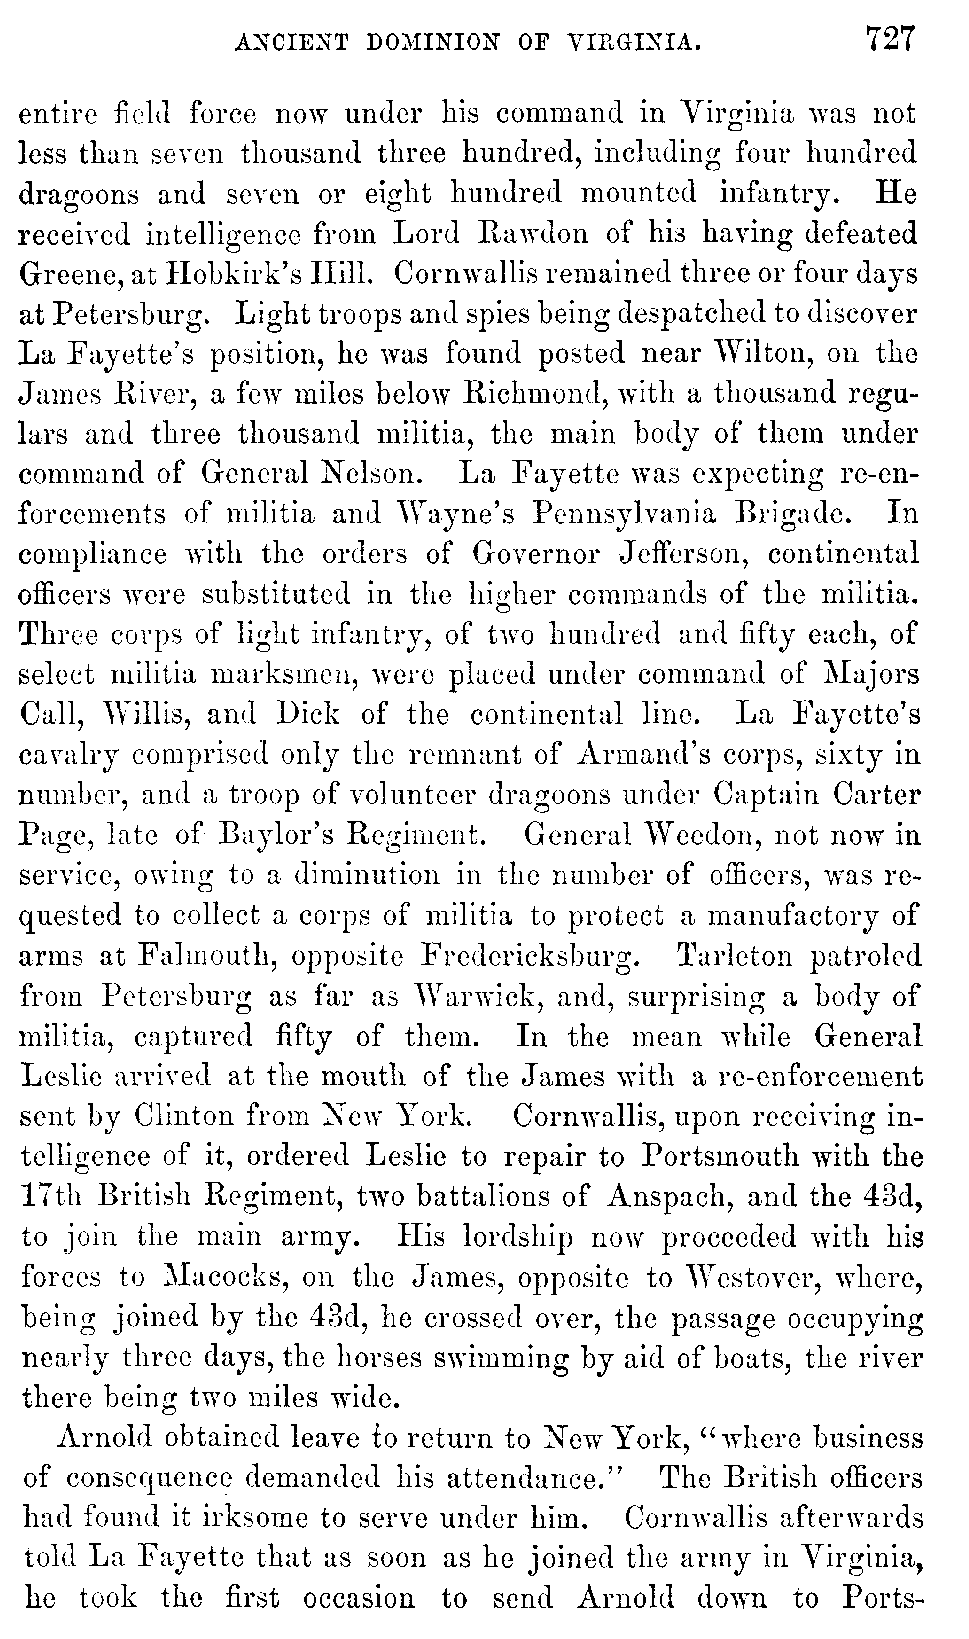 ANCIENT DOMINION OF VIRGINIA. 727
entire field force now under his command in Virginia was not
less than seven thousand three hundred, including four hundred
dragoons and seven or eight hundred mounted infantry. He
received intelligence from Lord Rawdon of his having defeated
Greene, at Hobkirk's Hill. Cornwallis remained three or four days
at Petersburg. Light troops and spies being despatched to discover
La Fayette's position, he was found posted near Wilton, on the
James River, a few miles below Richmond, with a thousand regu-
lars and three thousand militia, the main body of them under
command of General Nelson. La Fayette was expecting re-en-
forcements of militia and Wayne's Pennsylvania Brigade. In
compliance with the orders of Governor Jefferson, continental
officers were substituted in the higher commands of the militia.
Three corps of light infantry, of two hundred and fifty each, of
select militia marksmen, were placed under command of Majors
Call, Willis, and Dick of the continental line. La Fayette's
cavalry comprised only the remnant of Armand's corps, sixty in
number, and a troop of volunteer dragoons under Captain Carter
Page, late of Baylor's Regiment. General Weedon, not now in
service, owing to a diminution in the number of officers, was re-
quested to collect a corps of militia to protect a manufactory of
arms at Falmouth, opposite Fredericksburg. Tarleton patroled
from Petersburg as far as Warwick, and, surprising a body of
militia, captured fifty of them. In the mean while General
Leslie arrived at the mouth of the James with a re-enforcement
sent by Clinton from New York. Cornwallis, upon receiving in-
telligence of it, ordered Leslie to repair to Portsmouth with the
17th British Regiment, two battalions of Anspach, and the 43d,
to join the main army. His lordship now proceeded with his
forces to Macocks, on the James, opposite to Westover, where,
being joined by the 43d, he crossed over, the passage occupying
nearly three days, the horses swimming by aid of boats, the river
there being two miles wide.
Arnold obtained leave to return to New York, "where business
of consequence demanded his attendance." The British officers
had found it irksome to serve under him. Cornwallis afterwards
told La Fayette that as soon as he joined the army in Virginia,
he took the first occasion to send Arnold down to Ports-